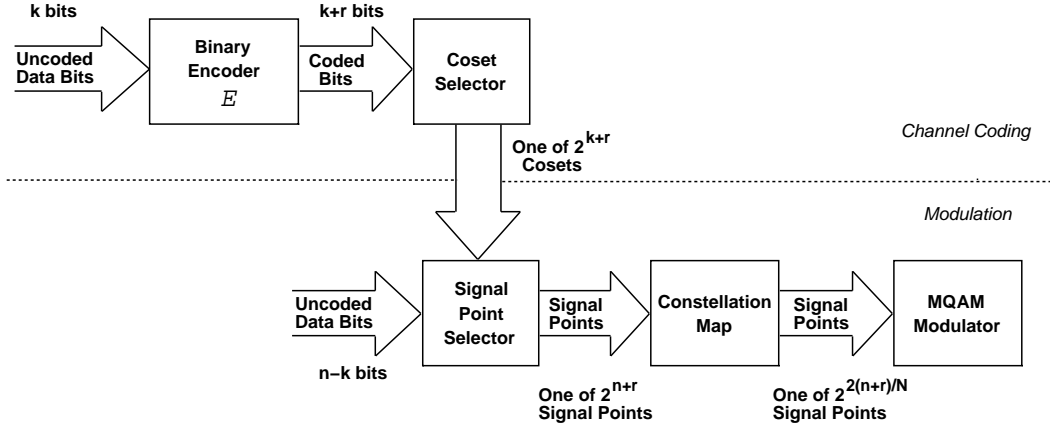 k bits
k+r bits
Uncoded
Data Bits
Binary
Encoder
E
Coded
Bits
Coset
Selector
One of 2^k+r
Cosets
Channel Coding
Modulation
Uncoded
Data Bits
n−k bits
Signal
Point
Selector
Signal
Points
One of 2^n+r
Signal Points
Constellation
Map
Signal
Points
One of 2^2(n+r)/N
Signal Points
MQAM
Modulator